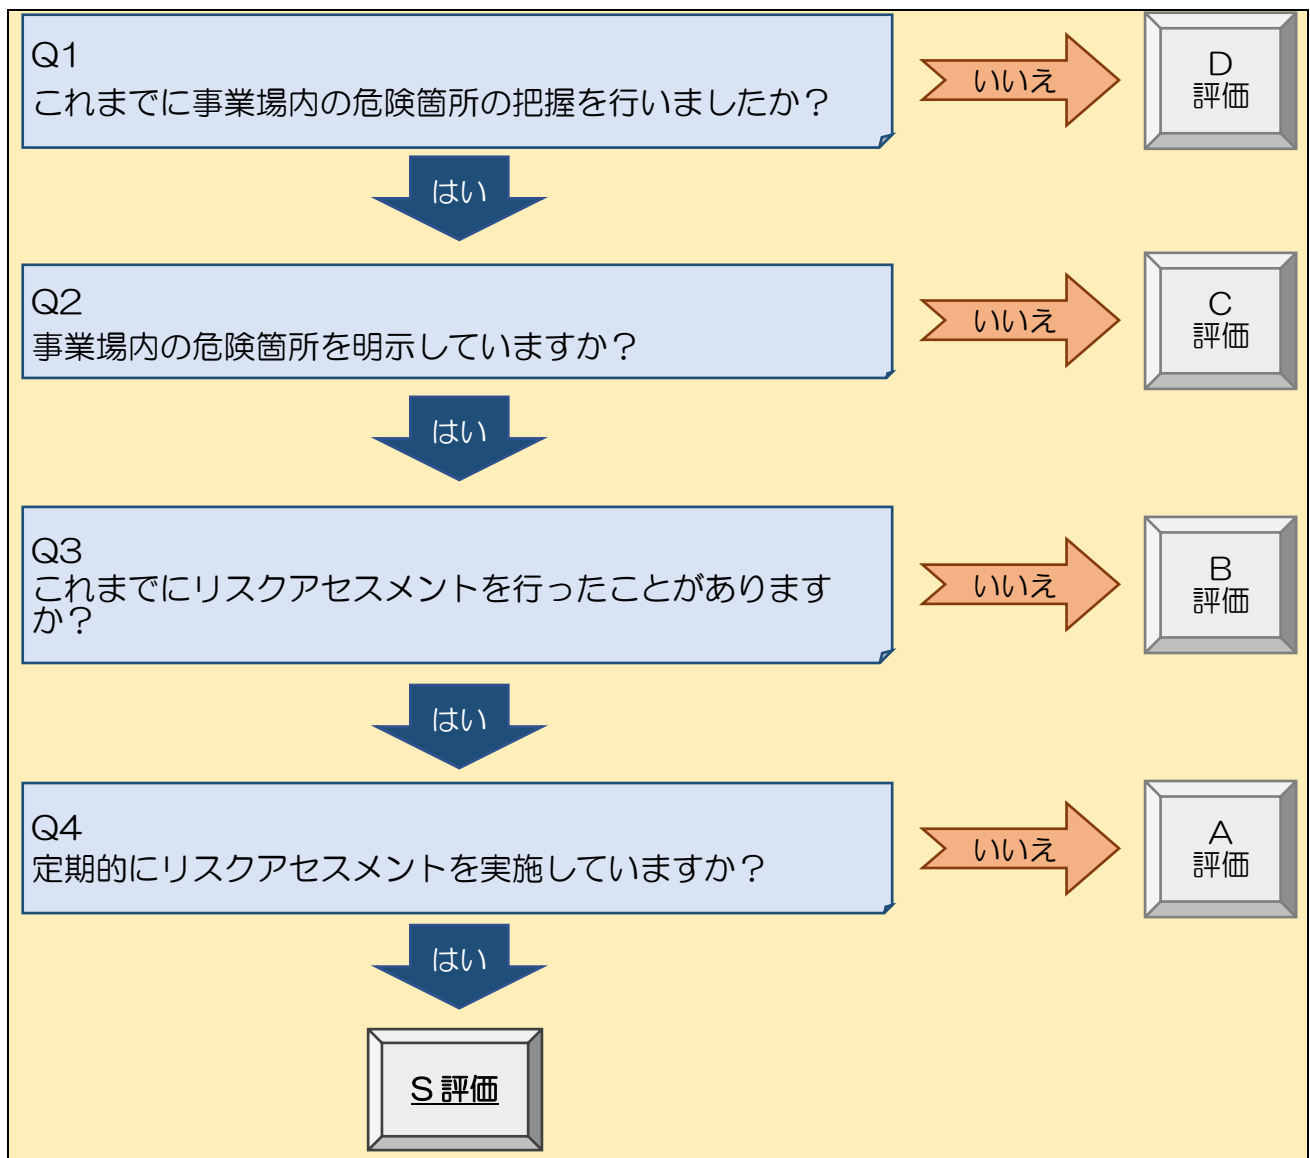 Q1
これまでに事業場内の危険箇所の把握を行いましたか？
いいえ
D
評価
はい
Q2
事業場内の危険箇所を明示していますか？
いいえ
C
評価
はい
Q3
これまでにリスクアセスメントを行ったことがあります
か？
いいえ
B
評価
はい
Q4
定期的にリスクアセスメントを実施していますか？
いいえ
A
評価
はい
S評価